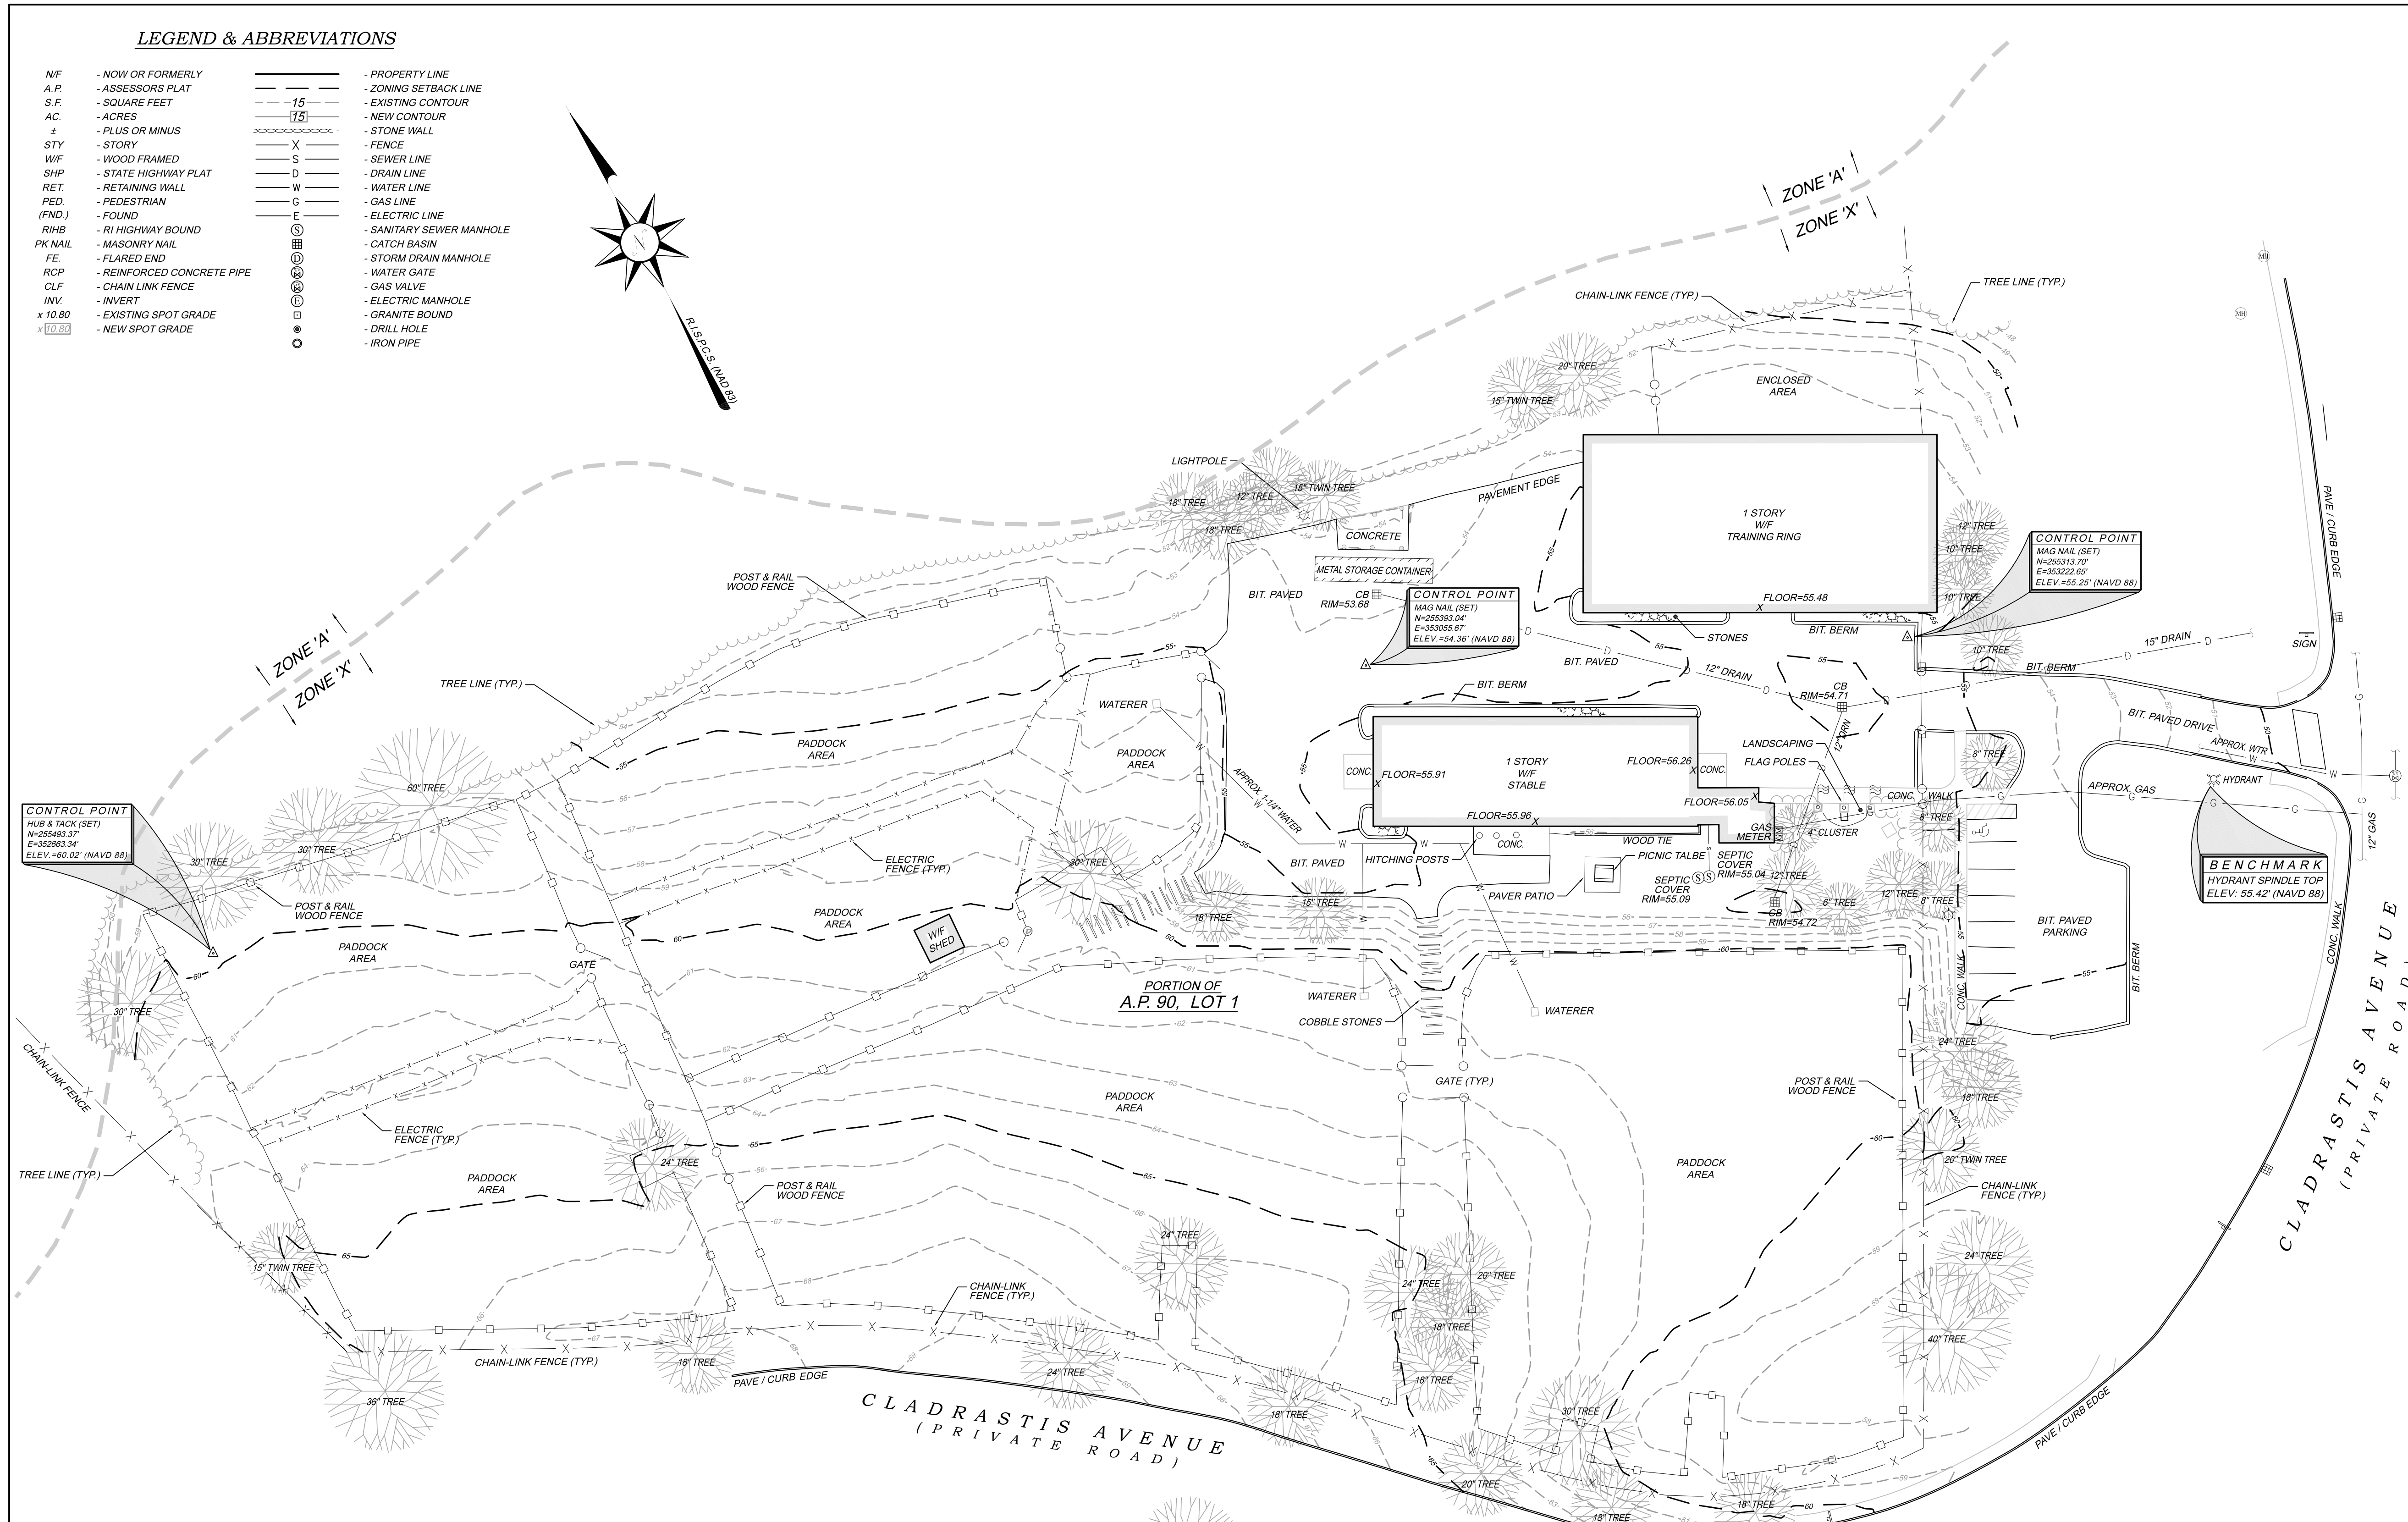 LEGEND & ABBREVIATIONS
N/F - NOW OR FORMERLY
A.P. - ASSESSORS PLAT
S.F. - SQUARE FEET
AC. - ACRES
± - PLUS OR MINUS
STY - STORY
W/F - WOOD FRAMED
SHP - STATE HIGHWAY PLAT
RET. - RETAINING WALL
PED. - PEDESTRIAN
(FND.) - FOUND
RIHB - RI HIGHWAY BOUND
PK NAIL - MASONRY NAIL
FE. - FLARED END
RCP - REINFORCED CONCRETE PIPE
CLF - CHAIN LINK FENCE
INV. - INVERT
x 10.80 - EXISTING SPOT GRADE
x 10.80 - NEW SPOT GRADE
- PROPERTY LINE
- ZONING SETBACK LINE
15 - EXISTING CONTOUR
15 - NEW CONTOUR
- STONE WALL
X - FENCE
S - SEWER LINE
D - DRAIN LINE
W - WATER LINE
G - GAS LINE
E - ELECTRIC LINE
S - SANITARY SEWER MANHOLE
- CATCH BASIN
D - STORM DRAIN MANHOLE
- WATER GATE
- GAS VALVE
E - ELECTRIC MANHOLE
- GRANITE BOUND
- DRILL HOLE
- IRON PIPE
N
R.I.S.P.C.S. (NAD 83)
ZONE 'A'
ZONE 'X'
TREE LINE (TYP.)
CHAIN-LINK FENCE (TYP.)
MH
MH
20" TREE
15" TWIN TREE
ENCLOSED
AREA
LIGHTPOLE
18" TREE
12" TREE
15" TWIN TREE
18" TREE
PAVEMENT EDGE
CONCRETE
METAL STORAGE CONTAINER
1 STORY
W/F
TRAINING RING
FLOOR=55.48
12" TREE
10" TREE
10" TREE
10" TREE
CONTROL POINT
MAG NAIL (SET)
N=255313.70'
E=353222.65'
ELEV.=55.25' (NAVD 88)
PAVE / CURB EDGE
BIT. PAVED
CB
RIM=53.68
CONTROL POINT
MAG NAIL (SET)
N=255393.04'
E=353055.67'
ELEV.=54.36' (NAVD 88)
STONES
BIT. BERM
BIT. PAVED
12" DRAIN
15" DRAIN
SIGN
BIT. BERM
POST & RAIL
WOOD FENCE
ZONE 'A'
ZONE 'X'
TREE LINE (TYP.)
WATERER
PADDOCK
AREA
PADDOCK
AREA
BIT. BERM
CB
RIM=54.71
12" DRN
LANDSCAPING
FLAG POLES
CONC.
FLOOR=55.91
1 STORY
W/F
STABLE
FLOOR=56.26
CONC.
FLOOR=56.05
FLOOR=55.96
GAS
METER
4" CLUSTER
8" TREE
CONC. WALK
8" TREE
BIT. PAVED DRIVE
APPROX. WTR
APPROX. GAS
HYDRANT
12" GAS
BENCHMARK
HYDRANT SPINDLE TOP
ELEV: 55.42' (NAVD 88)
APPROX. 1-1/4" WATER
BIT. PAVED
HITCHING POSTS
CONC.
WOOD TIE
PICNIC TALBE
PAVER PATIO
SEPTIC
COVER
RIM=55.04
SEPTIC
COVER
RIM=55.09
12" TREE
CB
RIM=54.72
6" TREE
12" TREE
8" TREE
BIT. PAVED
PARKING
BIT. BERM
CONC. WALK
CONC. WALK
CONTROL POINT
HUB & TACK (SET)
N=255493.37'
E=352663.34'
ELEV.=60.02' (NAVD 88)
60" TREE
30" TREE
30" TREE
POST & RAIL
WOOD FENCE
ELECTRIC
FENCE (TYP.)
30" TREE
18" TREE
15" TREE
PADDOCK
AREA
W/F
SHED
PADDOCK
AREA
GATE
30" TREE
PORTION OF
A.P. 90, LOT 1
WATERER
COBBLE STONES
WATERER
CHAIN-LINK
FENCE
GATE (TYP.)
POST & RAIL
WOOD FENCE
24" TREE
18" TREE
20" TWIN TREE
CHAIN-LINK
FENCE (TYP.)
PADDOCK
AREA
ELECTRIC
FENCE (TYP.)
TREE LINE (TYP.)
PADDOCK
AREA
24" TREE
POST & RAIL
WOOD FENCE
PADDOCK
AREA
15" TWIN TREE
24" TREE
CHAIN-LINK
FENCE (TYP.)
24" TREE
20" TREE
18" TREE
18" TREE
24" TREE
40" TREE
CHAIN-LINK FENCE (TYP.)
36" TREE
18" TREE
24" TREE
18" TREE
30" TREE
20" TREE
18" TREE
18" TREE
PAVE / CURB EDGE
CLADRASTIS AVENUE
(PRIVATE ROAD)
PAVE / CURB EDGE
CLADRASTIS AVENUE
(PRIVATE ROAD)